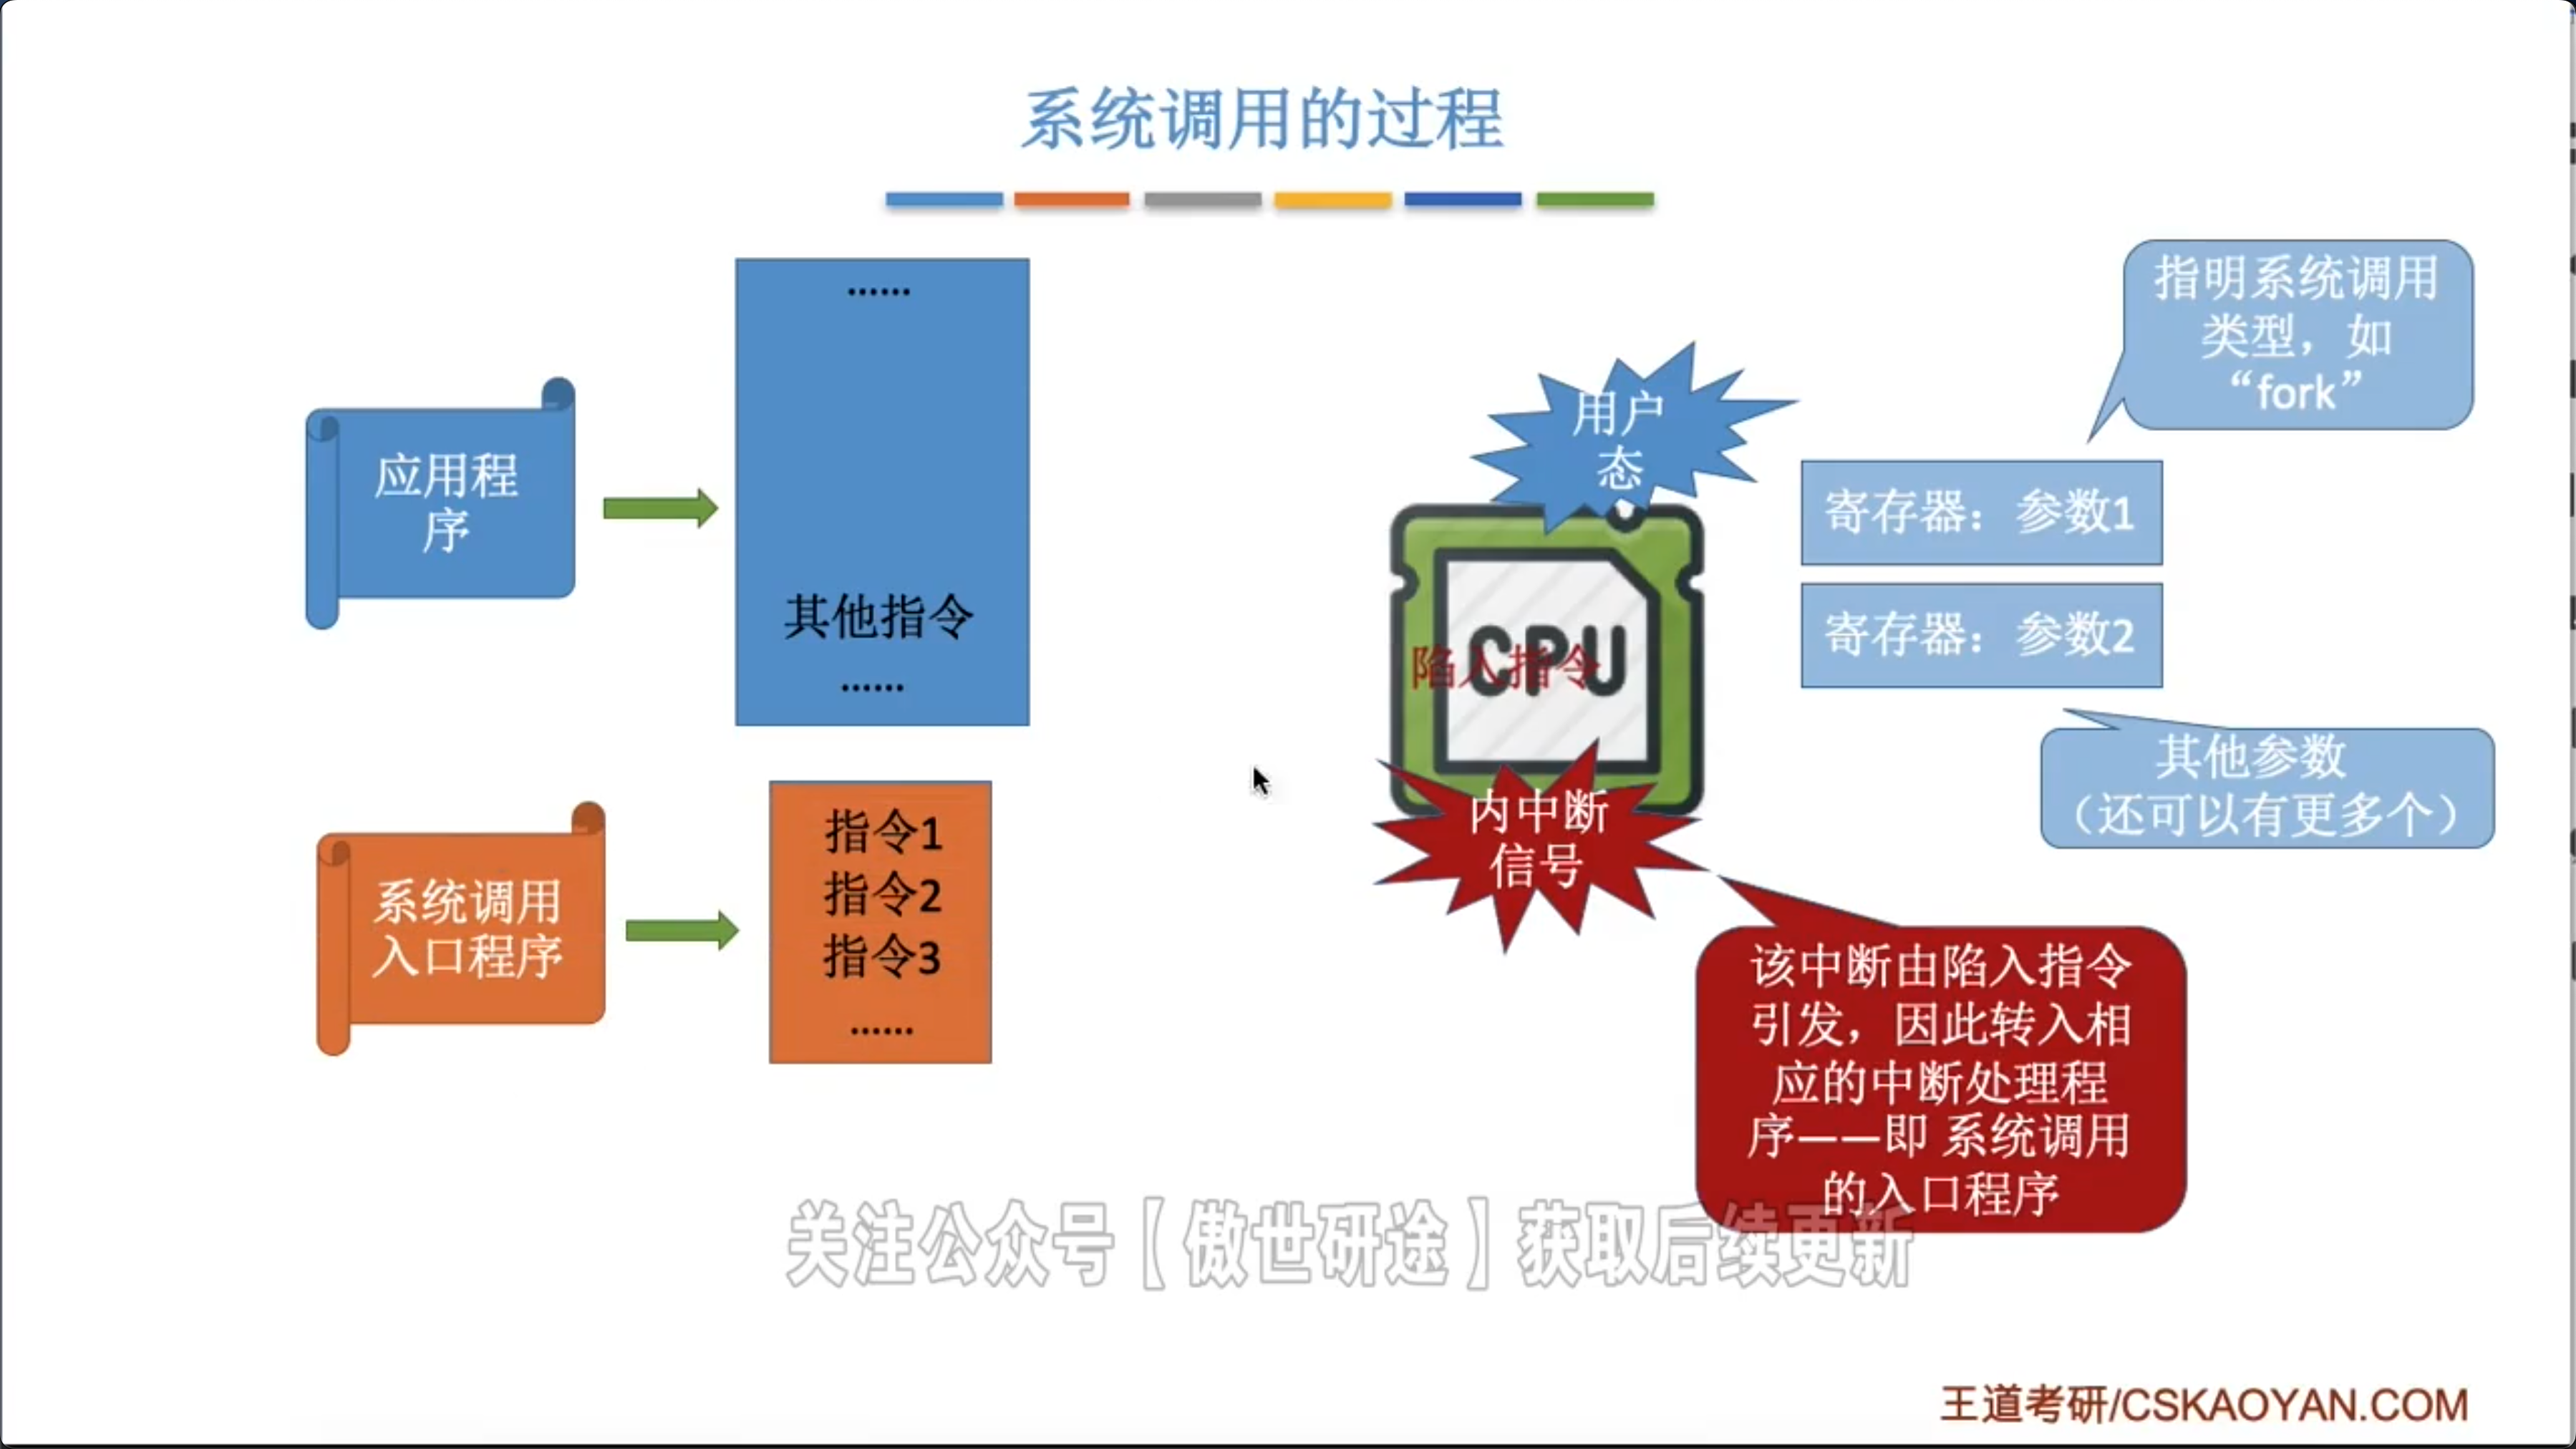 系统调用的过程
......
其他指令
......
应用程
序
系统调用
入口程序
指令1
指令2
指令3
......
用户
态
CPU
陷入指令
内中断
信号
指明系统调用
类型，如
“fork”
寄存器：参数1
寄存器：参数2
其他参数
（还可以有更多个）
该中断由陷入指令
引发，因此转入相
应的中断处理程
序——即 系统调用
的入口程序
关注公众号【傲世研途】获取后续更新
王道考研/CSKAOYAN.COM